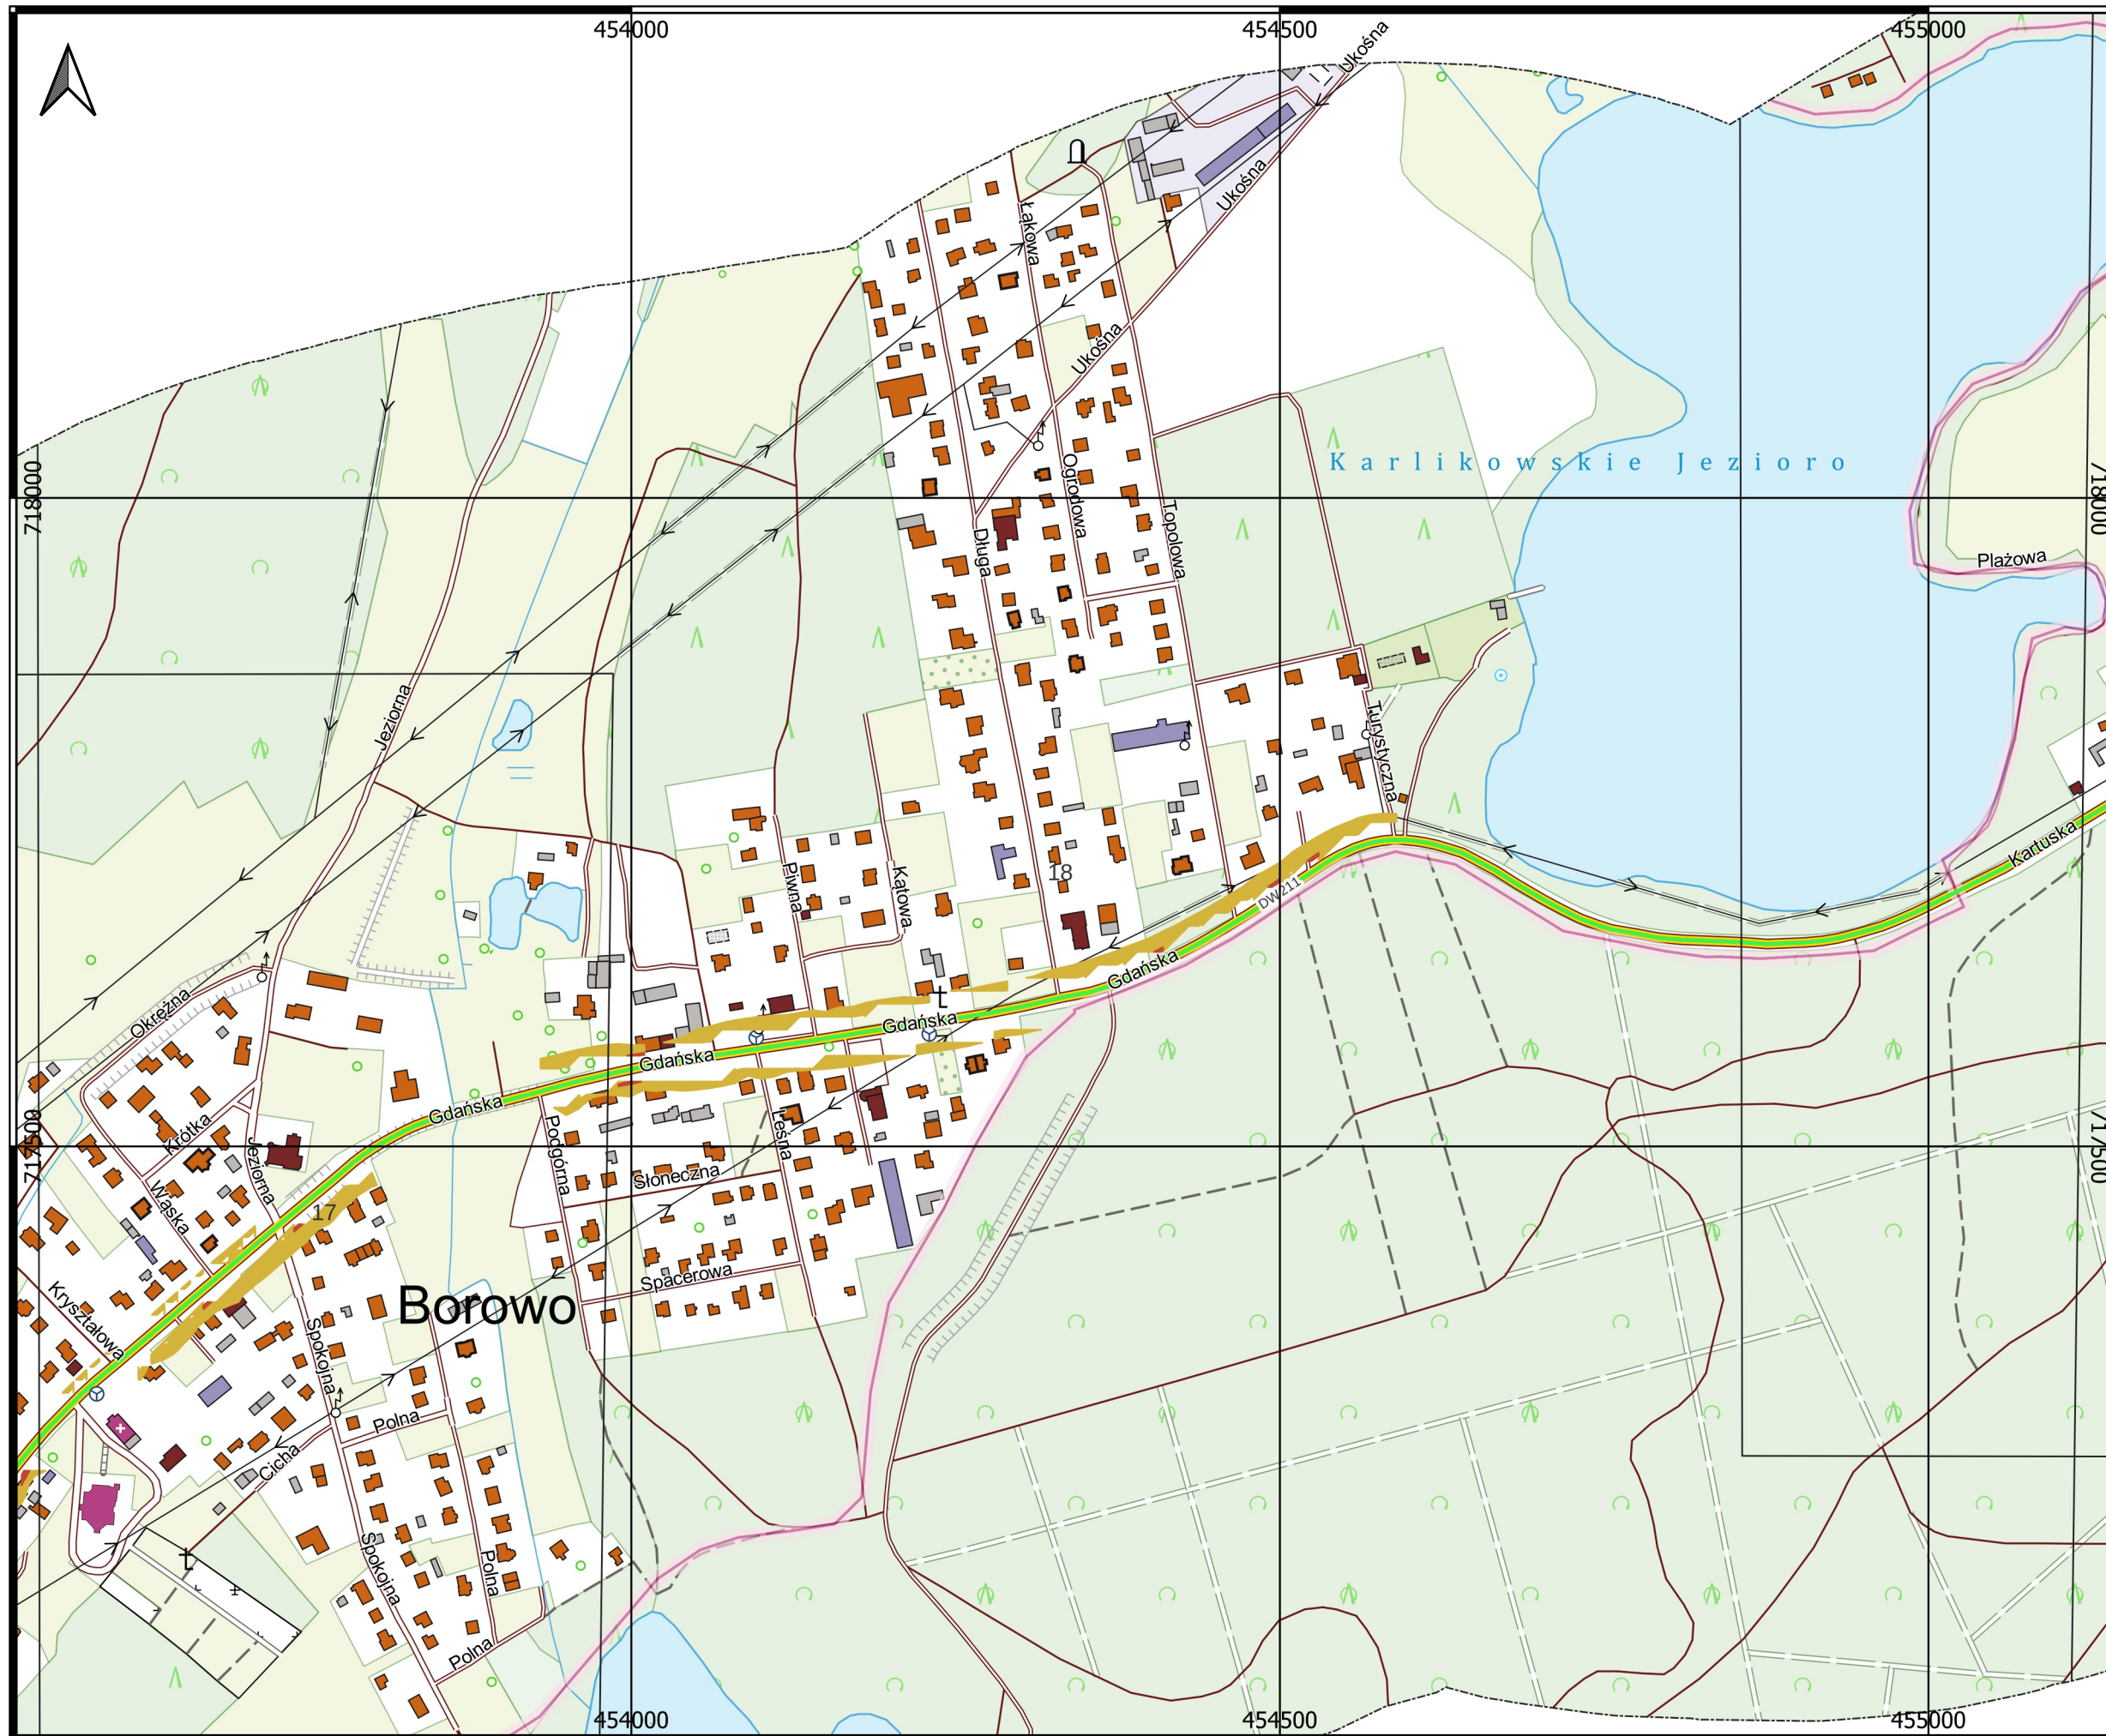 454000
454500
455000
Ukośna
Ukośna
Łąkowa
Ukośna
718000
718000
Karlikowskie Jezioro
Ogrodowa
Długa
Topolowa
Plażowa
Jeziorna
Turystyczna
Kartuska
Piwna
Kątowa
18
DW 211
Gdańska
Okrężna
Gdańska
Gdańska
Gdańska
717500
717500
Krótka
Jeziorna
Podgórna
Leśna
Słoneczna
Wąska
17
Spacerowa
Kryształowa
Borowo
Spokojna
Polna
Cicha
Spokojna
Polna
Polna
454000
454500
455000